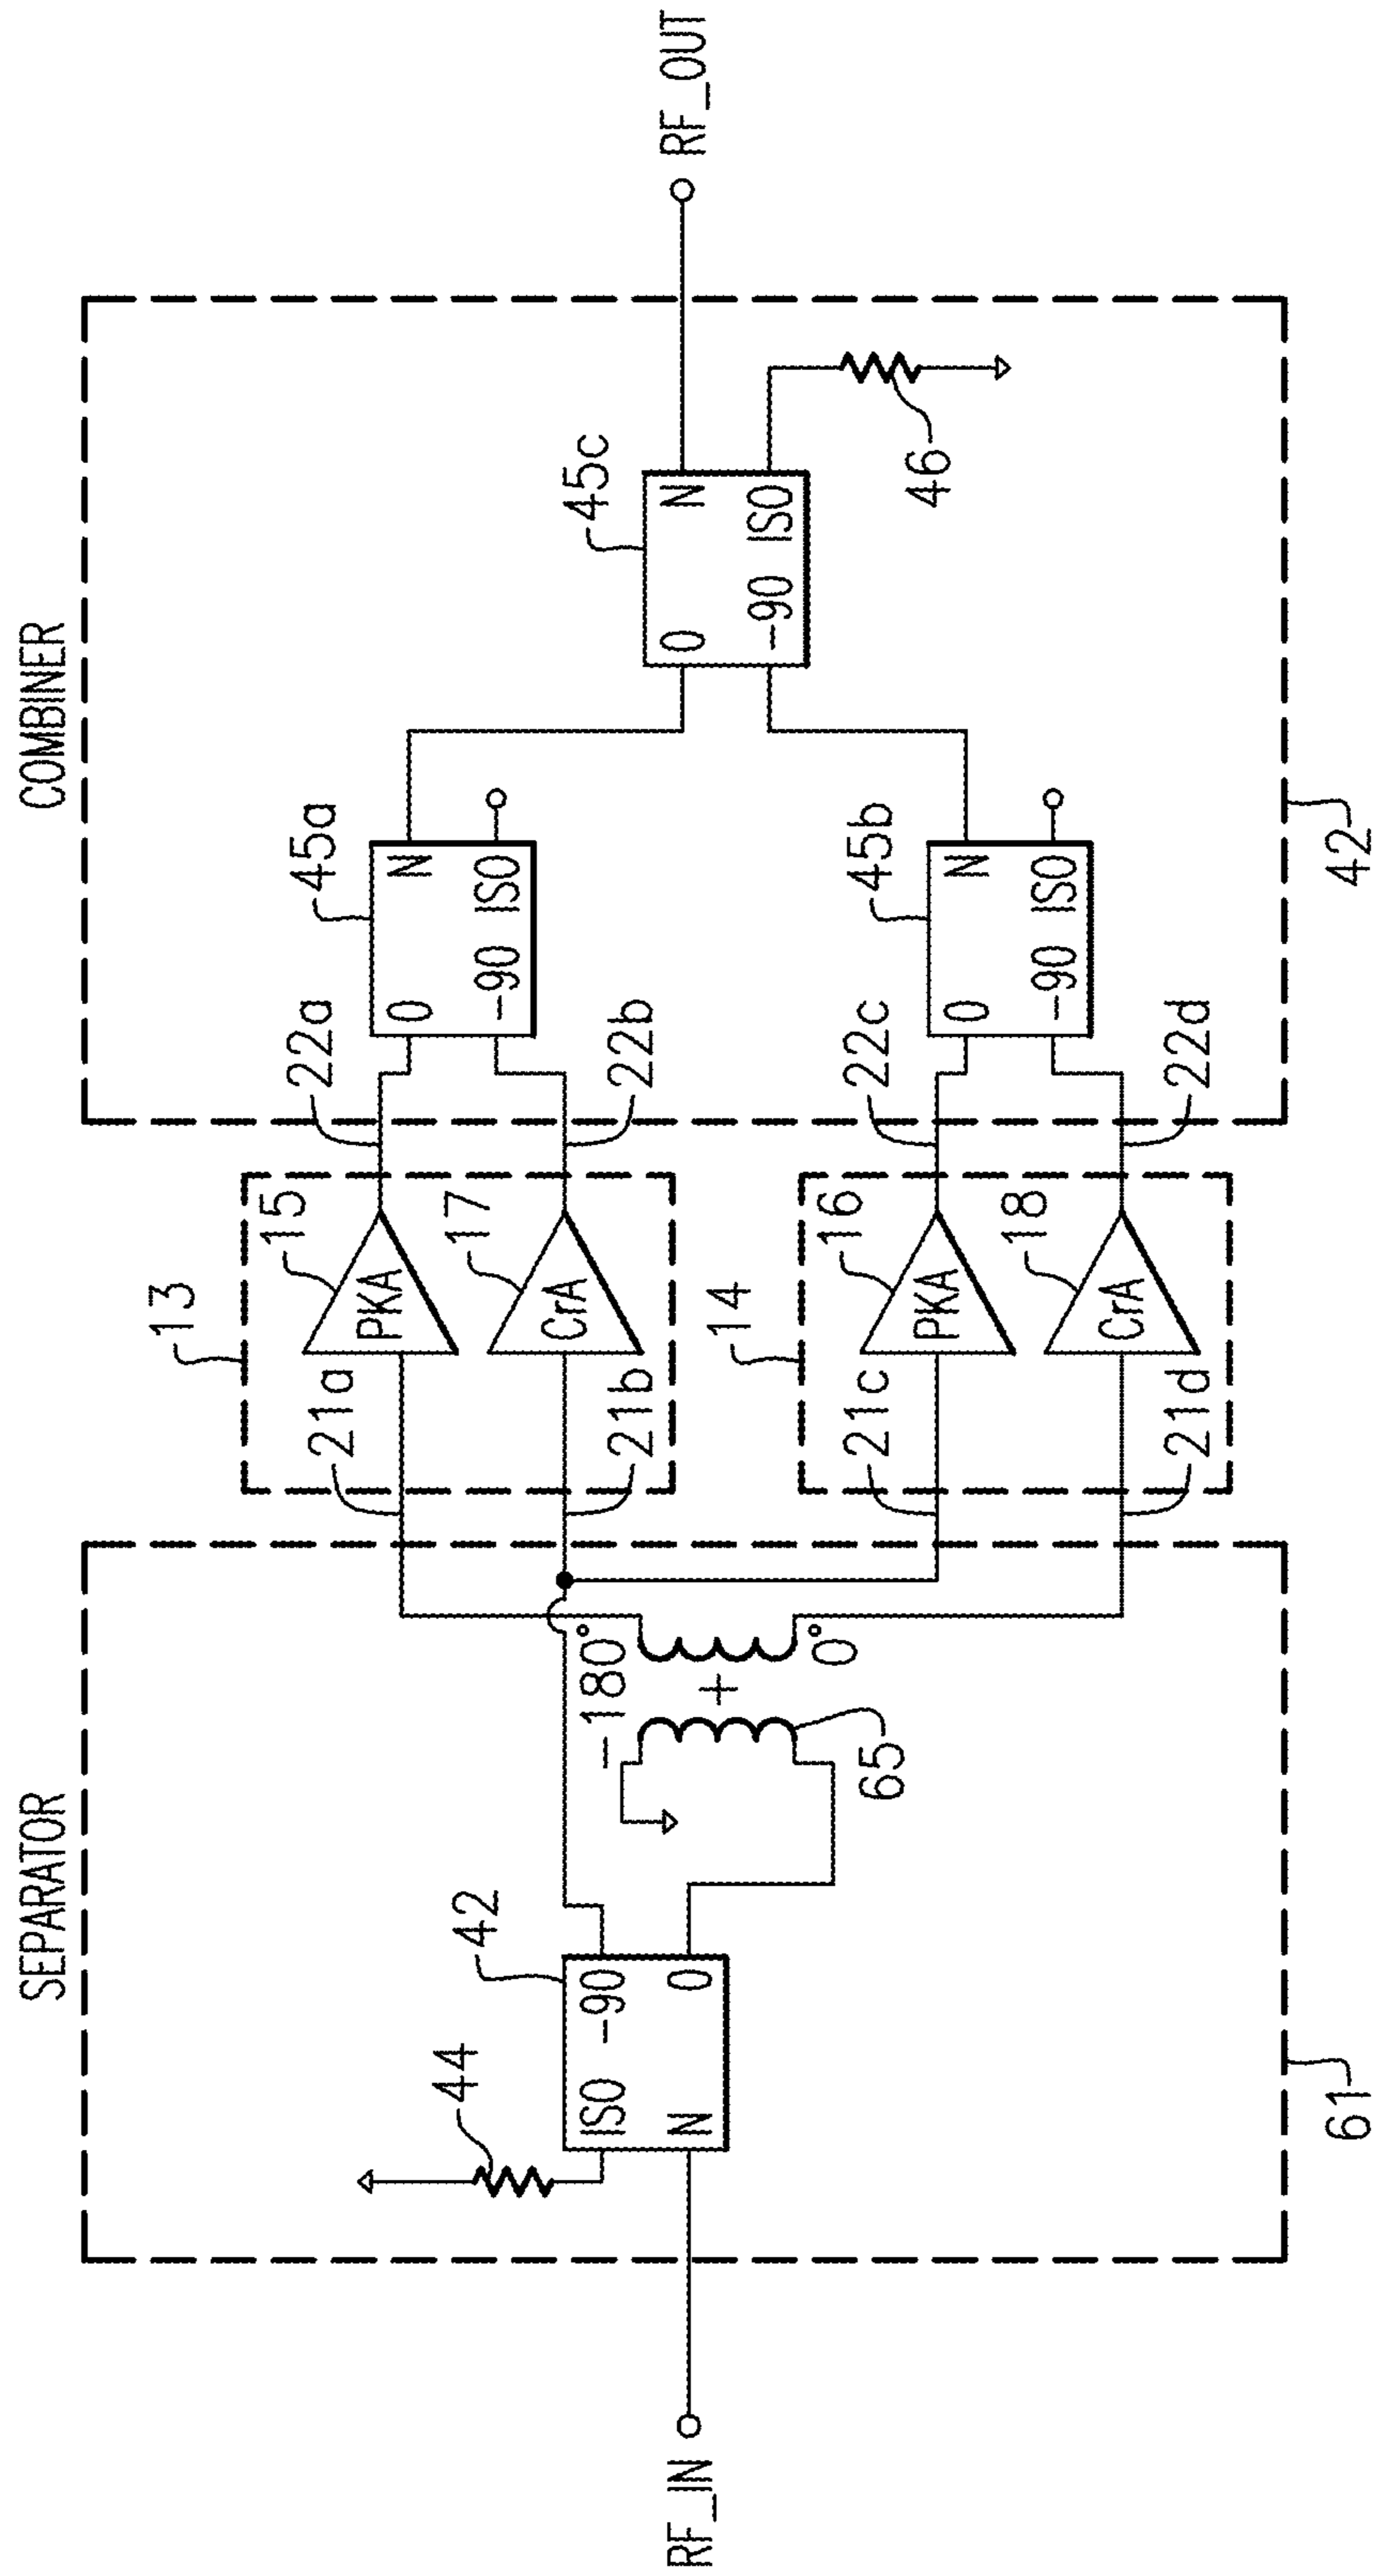 SEPARATOR
COMBINER
RF_IN
44
ISO -90
N 0
42
65
-180°
+
0°
61
13
21a
PKA
15
21b
CrA
17
14
21c
PKA
16
21d
CrA
18
22a
22b
22c
22d
45a
0 N
-90 ISO
45b
0 N
-90 ISO
45c
0 N
-90 ISO
46
42
RF_OUT